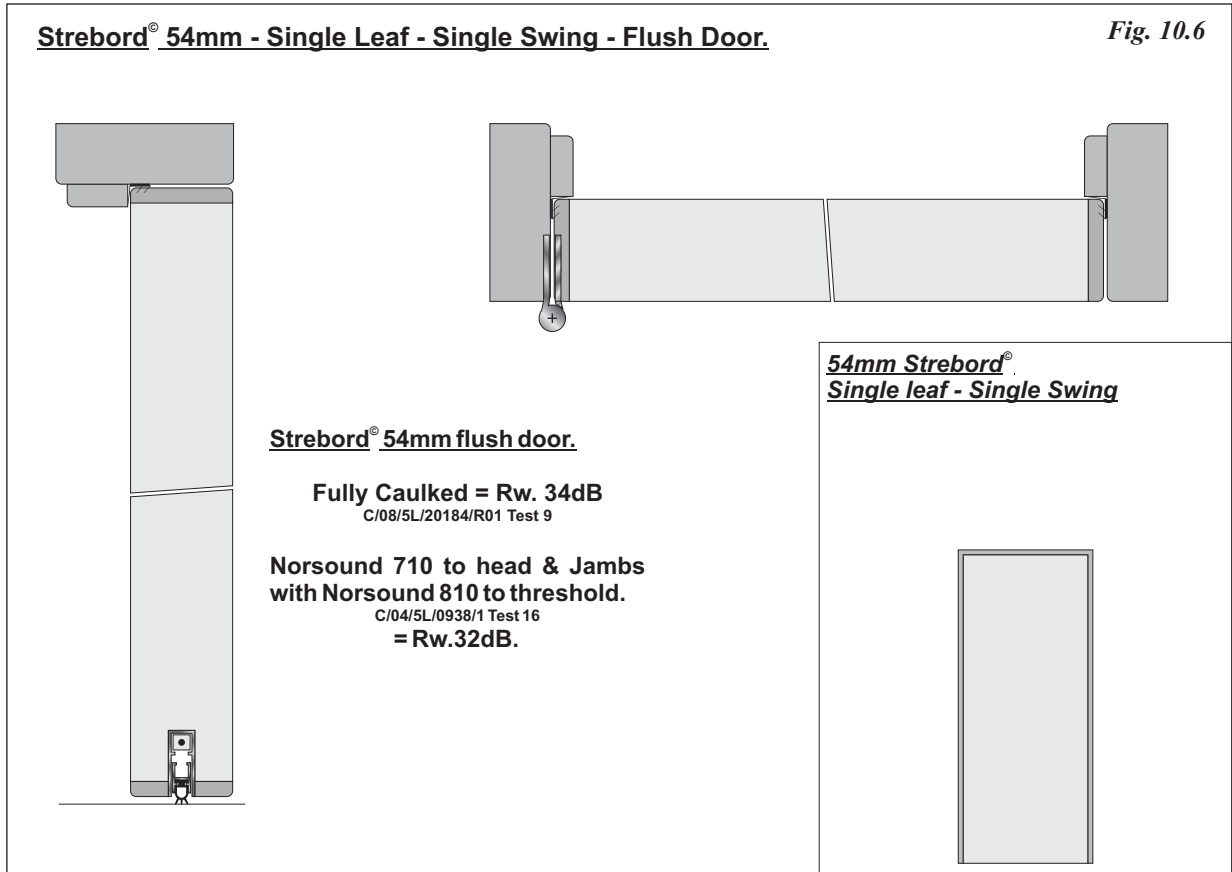 Strebord© 54mm - Single Leaf - Single Swing - Flush Door.
Fig. 10.6
54mm Strebord©.
Single leaf - Single Swing
Strebord© 54mm flush door.
Fully Caulked = Rw. 34dB
C/08/5L/20184/R01 Test 9
Norsound 710 to head & Jambs
with Norsound 810 to threshold.
C/04/5L/0938/1 Test 16
= Rw.32dB.